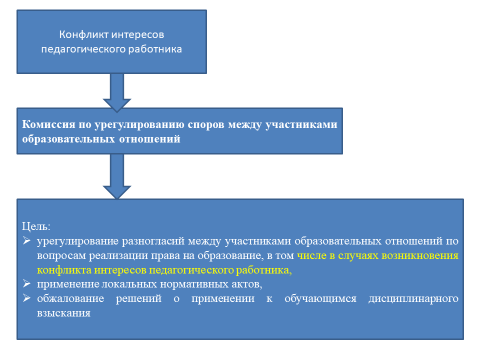 Конфликт интересов
педагогического работника
Комиссия по урегулированию споров между участниками
образовательных отношений
Цель:
➢ урегулирование разногласий между участниками образовательных отношений по
вопросам реализации права на образование, в том числе в случаях возникновения
конфликта интересов педагогического работника,
➢ применение локальных нормативных актов,
➢ обжалование решений о применении к обучающимся дисциплинарного
взыскания